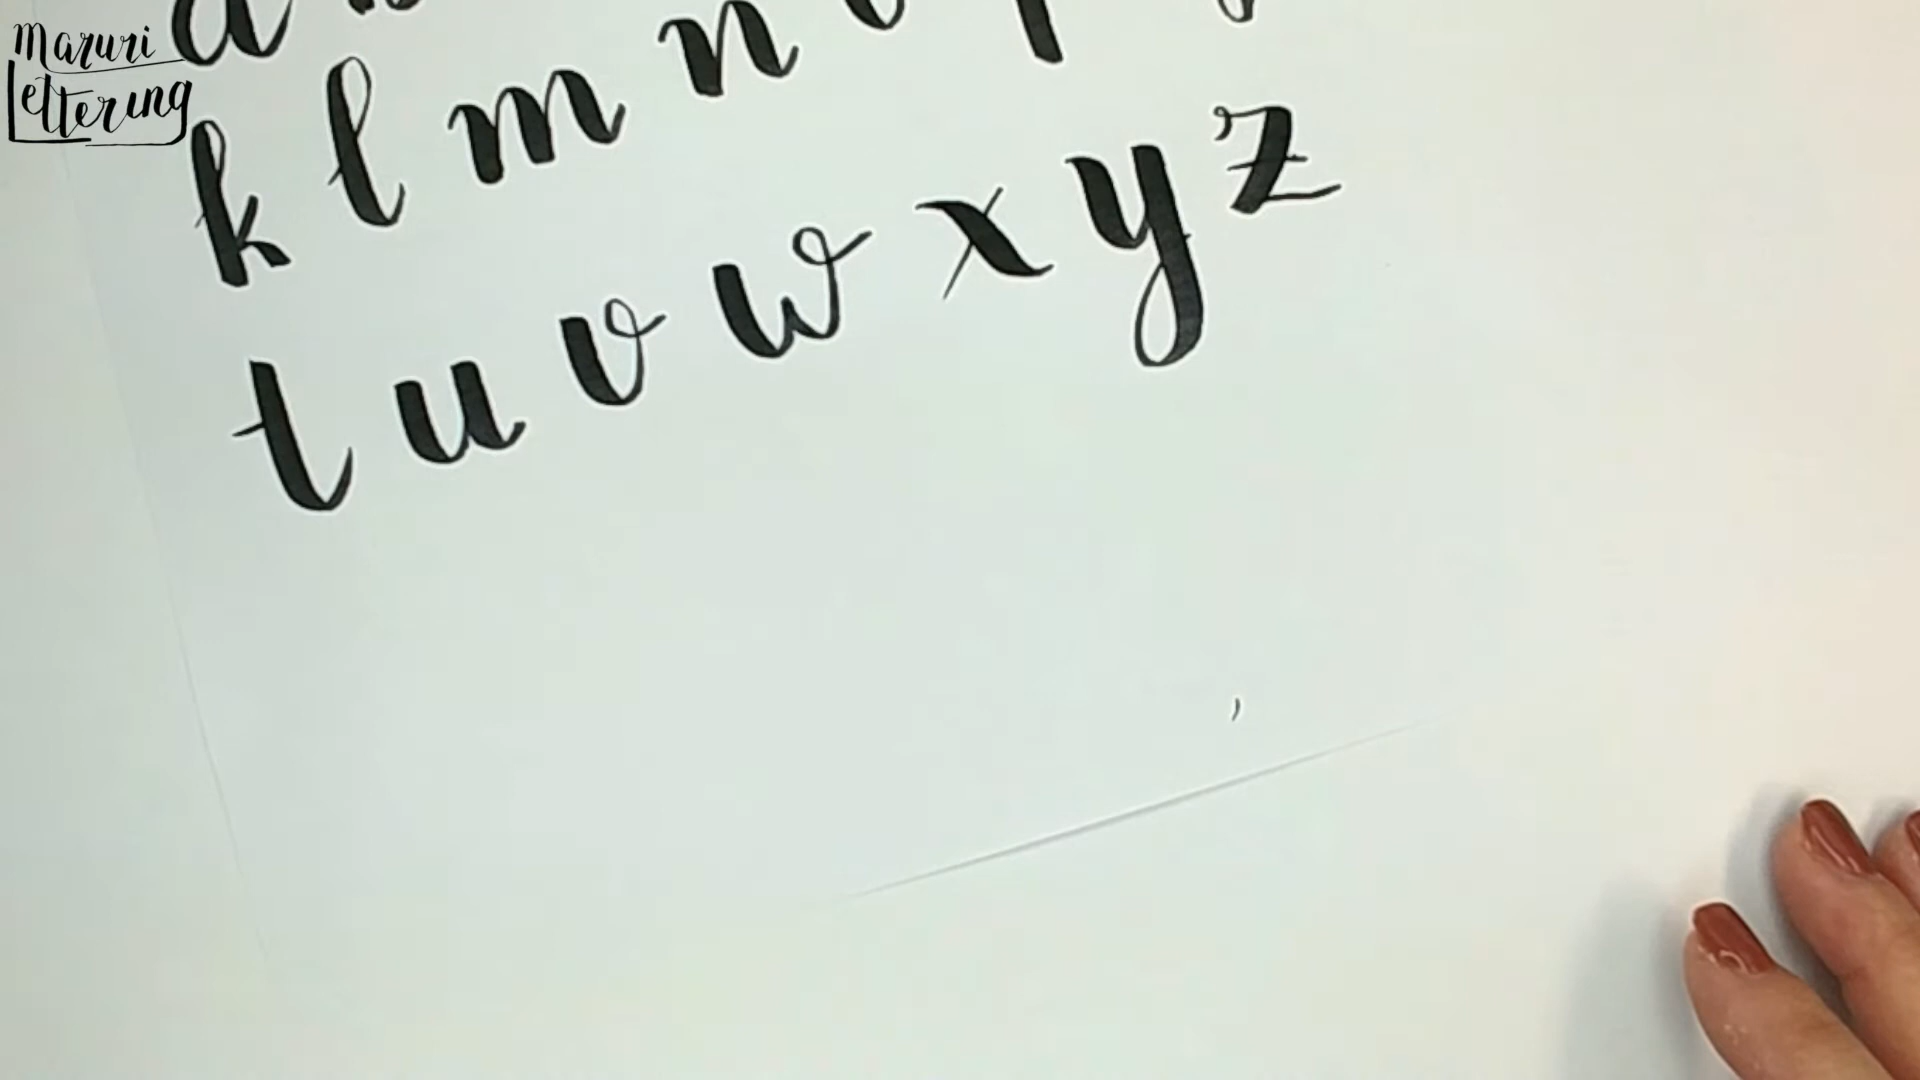 maruri
Lettering
a
k l m n
t u v w x y z
,